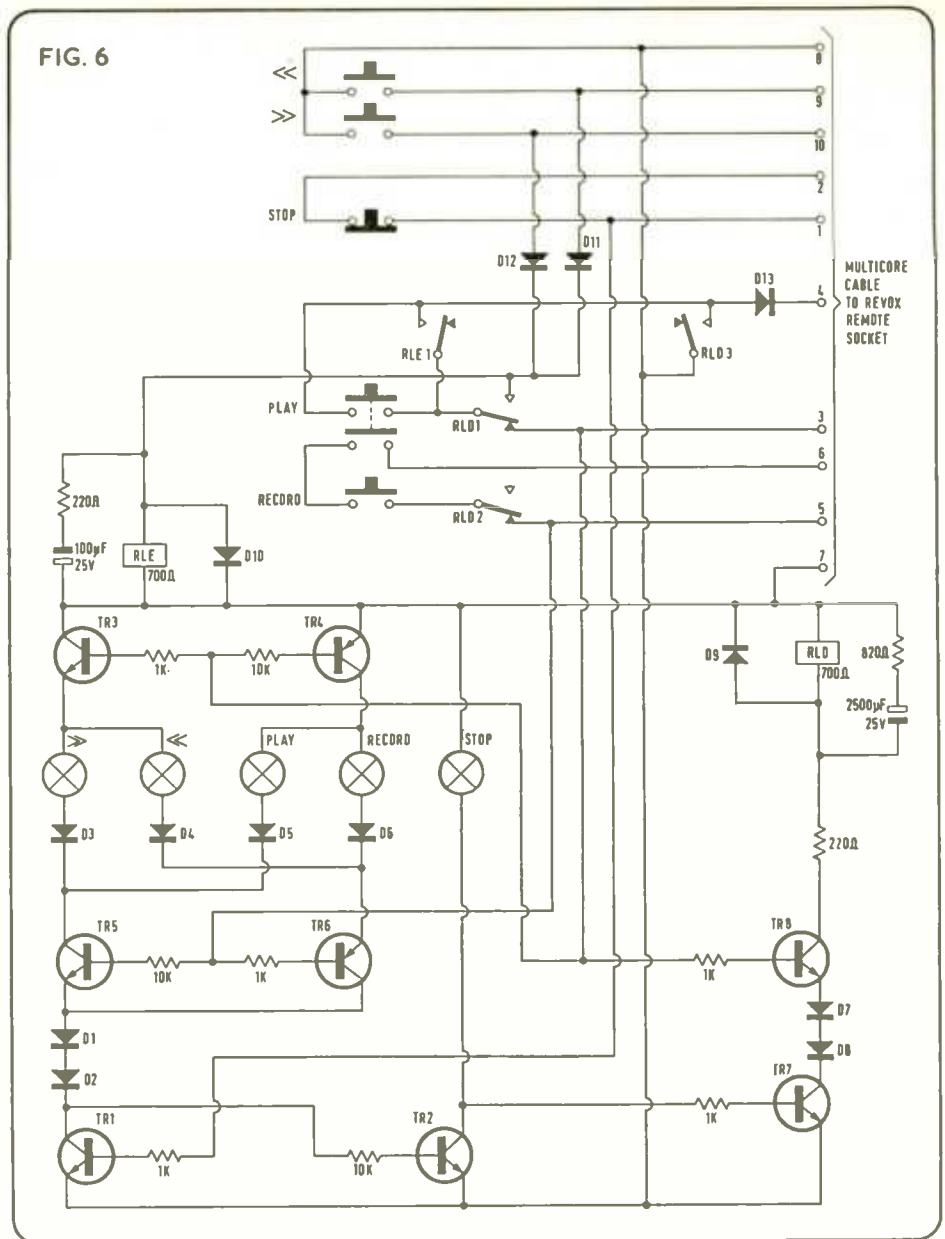 FIG. 6
<<
>>
8
9
10
2
STOP
1
D12
D11
D13
4
MULTICORE
CABLE
TO REVOX
REMOTE
SOCKET
RLE 1
RLD 3
PLAY
RLD1
3
6
RECORD
RLD2
5
7
220Ω
100µF
25V
RLE
700Ω
D10
TR3
TR4
1K
10K
D9
RLD
700Ω
820Ω
2500µF
25V
>>
<<
PLAY
RECORD
STOP
D3
D4
D5
D6
220Ω
TR5
TR6
10K
1K
TR8
1K
D7
D8
D1
D2
TR7
1K
TR1
TR2
1K
10K